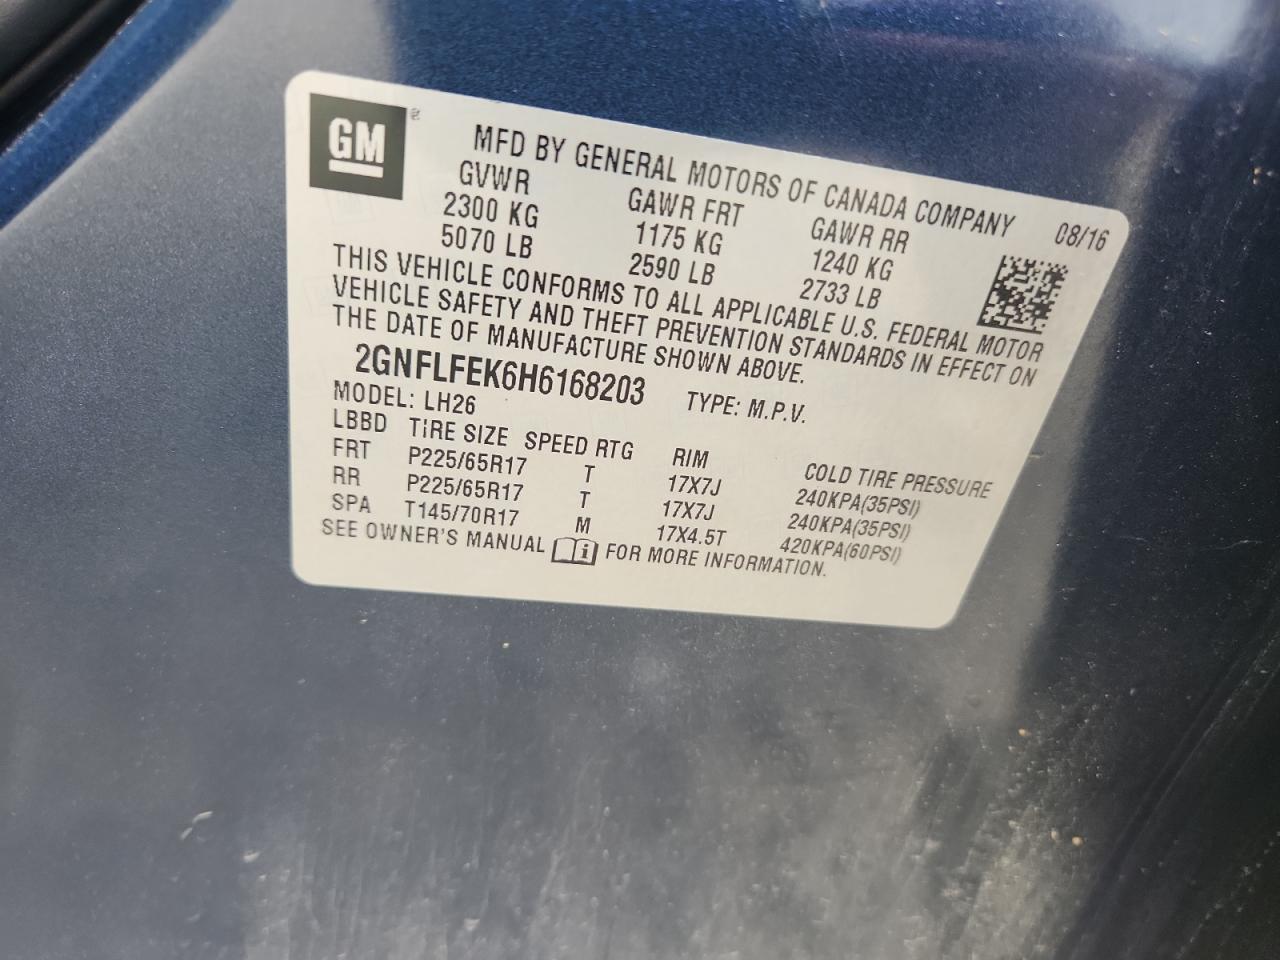 GM
MFD BY GENERAL MOTORS OF CANADA COMPANY 08/16
GVWR GAWR FRT GAWR RR
2300 KG 1175 KG 1240 KG
5070 LB 2590 LB 2733 LB
THIS VEHICLE CONFORMS TO ALL APPLICABLE U.S. FEDERAL MOTOR
VEHICLE SAFETY AND THEFT PREVENTION STANDARDS IN EFFECT ON
THE DATE OF MANUFACTURE SHOWN ABOVE.
2GNFLFEK6H6168203 TYPE: M.P.V.
MODEL: LH26
LBBD TIRE SIZE SPEED RTG RIM COLD TIRE PRESSURE
FRT P225/65R17 T 17X7J 240KPA(35PSI)
RR P225/65R17 T 17X7J 240KPA(35PSI)
SPA T145/70R17 M 17X4.5T 420KPA(60PSI)
SEE OWNER'S MANUAL i FOR MORE INFORMATION.